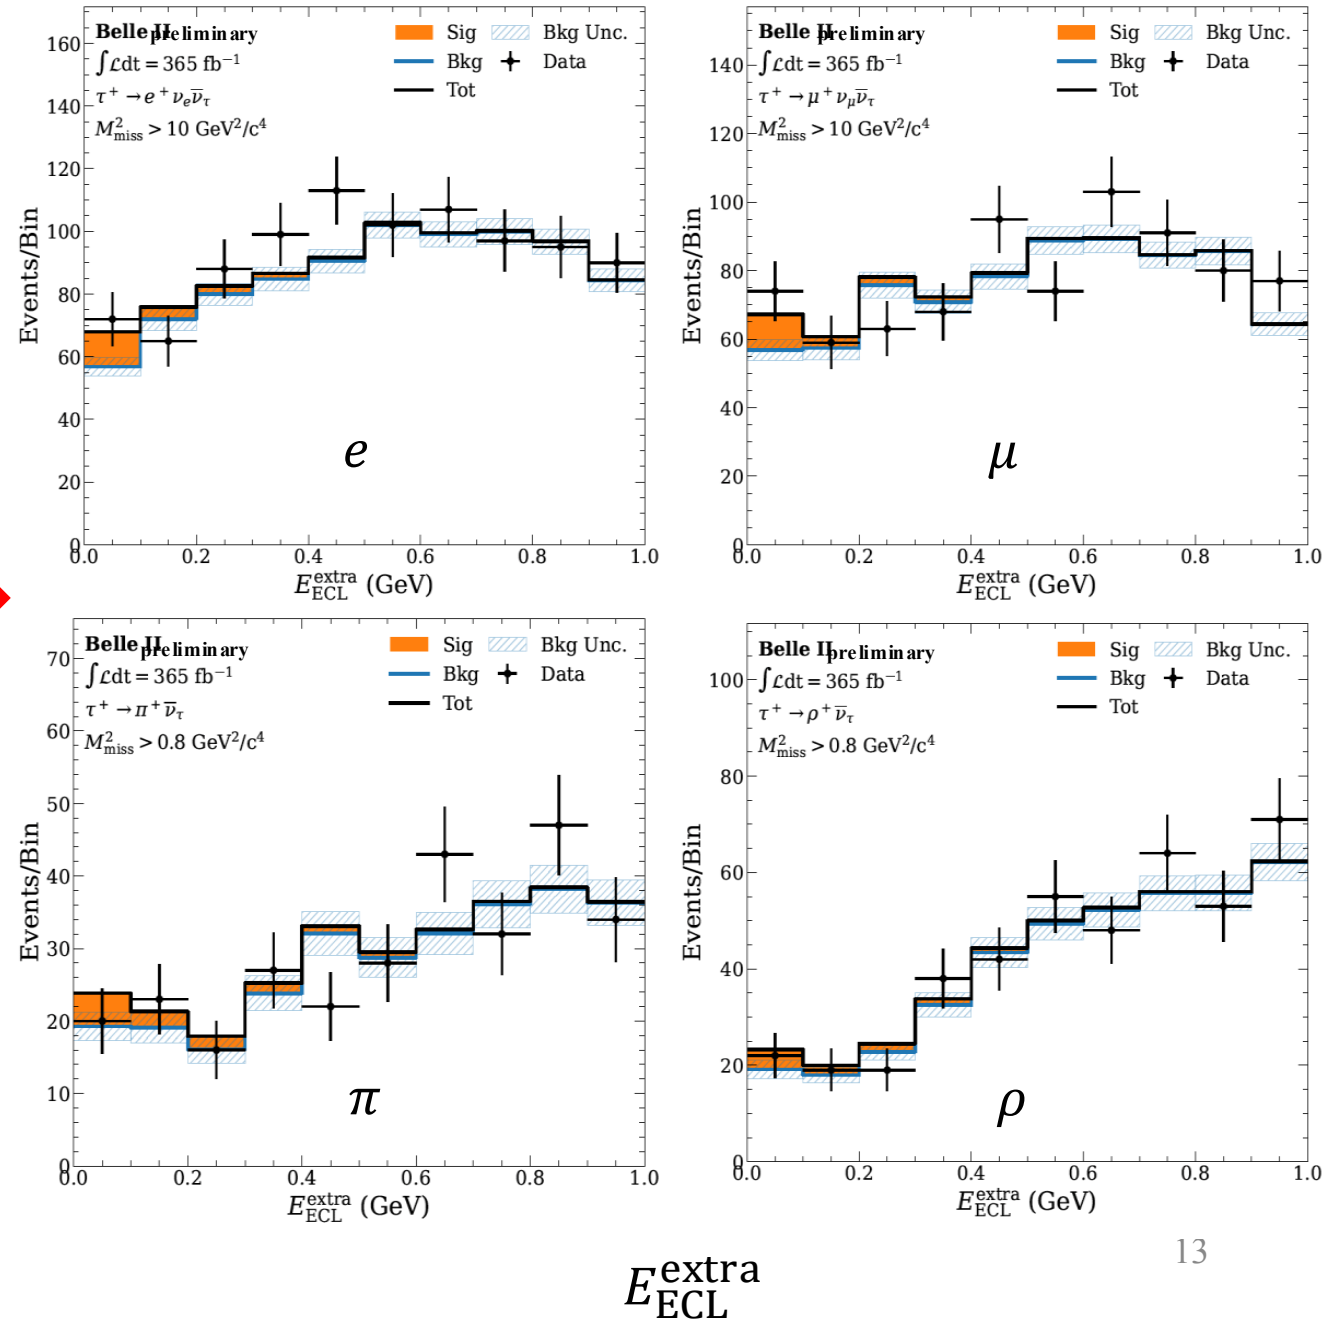 Belle II preliminary
∫ℒdt = 365 fb⁻¹
τ⁺ → e⁺ νₑ ν̅_τ
M²_miss > 10 GeV²/c⁴
Sig Bkg Unc.
Bkg Data
Tot
Events/Bin
160
140
120
100
80
60
40
20
0
e
0.0 0.2 0.4 0.6 0.8 1.0
E_ECL^extra (GeV)
Belle II preliminary
∫ℒdt = 365 fb⁻¹
τ⁺ → μ⁺ ν_μ ν̅_τ
M²_miss > 10 GeV²/c⁴
Sig Bkg Unc.
Bkg Data
Tot
Events/Bin
140
120
100
80
60
40
20
0
μ
0.0 0.2 0.4 0.6 0.8 1.0
E_ECL^extra (GeV)
Belle II preliminary
∫ℒdt = 365 fb⁻¹
τ⁺ → π⁺ ν̅_τ
M²_miss > 0.8 GeV²/c⁴
Sig Bkg Unc.
Bkg Data
Tot
Events/Bin
70
60
50
40
30
20
10
0
π
0.0 0.2 0.4 0.6 0.8 1.0
E_ECL^extra (GeV)
Belle II preliminary
∫ℒdt = 365 fb⁻¹
τ⁺ → ρ⁺ ν̅_τ
M²_miss > 0.8 GeV²/c⁴
Sig Bkg Unc.
Bkg Data
Tot
Events/Bin
100
80
60
40
20
0
ρ
0.0 0.2 0.4 0.6 0.8 1.0
E_ECL^extra (GeV)
13
E_ECL^extra